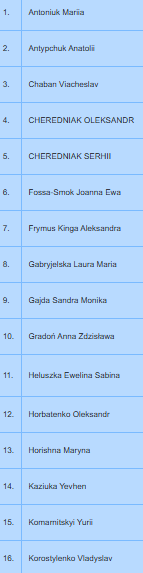 1. Antoniuk Mariia
2. Antypchuk Anatolii
3. Chaban Viacheslav
4. CHEREDNIAK OLEKSANDR
5. CHEREDNIAK SERHII
6. Fossa-Smok Joanna Ewa
7. Frymus Kinga Aleksandra
8. Gabryjelska Laura Maria
9. Gajda Sandra Monika
10. Gradoń Anna Zdzisława
11. Heluszka Ewelina Sabina
12. Horbatenko Oleksandr
13. Horishna Maryna
14. Kaziuka Yevhen
15. Komarnitskyi Yurii
16. Korostylenko Vladyslav